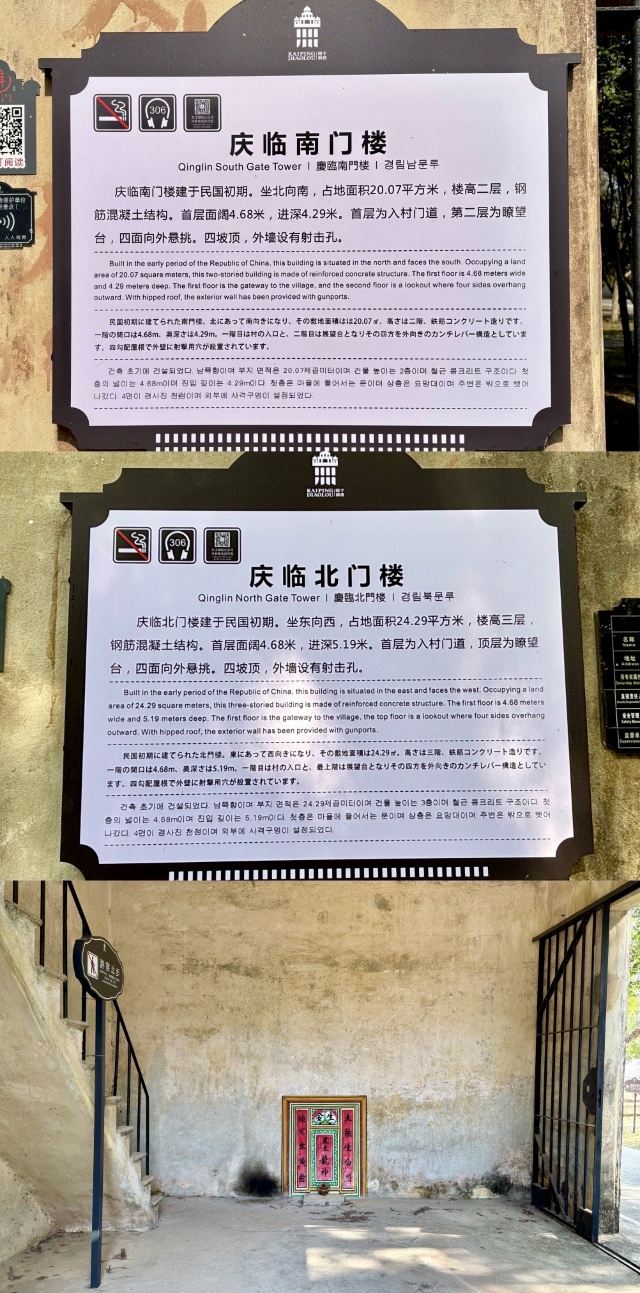 KAIPING DIAOLOU 开平碉楼
306
订阅读
庆临南门楼
Qinglin South Gate Tower | 慶臨南門楼 | 경림남문루
庆临南门楼建于民国初期。坐北向南，占地面积20.07平方米，楼高二层，钢
筋混凝土结构。首层面阔4.68米，进深4.29米。首层为入村门道，第二层为瞭望
台，四面向外悬挑。四坡顶，外墙设有射击孔。
Built in the early period of the Republic of China, this building is situated in the north and faces the south. Occupying a land
area of 20.07 square meters, this two-storied building is made of reinforced concrete structure. The first floor is 4.68 meters wide
and 4.29 meters deep. The first floor is the gateway to the village, and the second floor is a lookout where four sides overhang
outward. With hipped roof, the exterior wall has been provided with gunports.
民国初期に建てられた南門楼。北にあって南向きになり、その敷地面積はは20.07㎡。高さは二階、鉄筋コンクリート造りです。
一階の間口は4.68m、奥深さは4.29m。一階目は村の入口と、二階目は展望台となりその四方を外向きのカンチレバー構造としていま
す。四勾配屋根で外壁に射撃用穴が設置されています。
건축 초기에 건설되었다. 남쪽향이며 부지 면적은 20.07제곱미터이며 건물 높이는 2층이며 철근 콩크리트 구조이다. 첫
층의 넓이는 4.68m이며 진입 깊이는 4.29m이다. 첫층은 마을에 들어서는 문이며 상층은 요망대이며 주변은 밖으로 뻗어
나갔다. 4면이 경사진 천정이며 외부에 사격구멍이 설정되었다.
KAIPING DIAOLOU 开平碉楼
306
庆临北门楼
Qinglin North Gate Tower | 慶臨北門楼 | 경림북문루
庆临北门楼建于民国初期。坐东向西，占地面积24.29平方米，楼高三层，
钢筋混凝土结构。首层面阔4.68米，进深5.19米。首层为入村门道，顶层为瞭望
台，四面向外悬挑。四坡顶，外墙设有射击孔。
Built in the early period of the Republic of China, this building is situated in the east and faces the west. Occupying a land
area of 24.29 square meters, this three-storied building is made of reinforced concrete structure. The first floor is 4.68 meters
wide and 5.19 meters deep. The first floor is the gateway to the village, the top floor is a lookout where four sides overhang
outward. With hipped roof, the exterior wall has been provided with gunports.
民国初期に建てられた北門楼。東にあって西向きになり、その敷地面積は24.29㎡。高さは三階、鉄筋コンクリート造りです。
一階の間口は4.68m、奥深さは5.19m。一階目は村の入口と、最上階は展望台となりその四方を外向きのカンチレバー構造としてい
ます。四勾配屋根で外壁に射撃用穴が設置されています。
건축 초기에 건설되었다. 남쪽향이며 부지 면적은 24.29제곱미터이며 건물 높이는 3층이며 철근 콩크리트 구조이다. 첫
층의 넓이는 4.68m이며 진입 깊이는 5.19m이다. 첫층은 마을에 들어서는 문이며 상층은 요망대이며 주변은 밖으로 뻗어
나갔다. 4면이 경사진 천정이며 외부에 사격구멍이 설정되었다.
名称
Name
地址
Address
游客止步
龍神